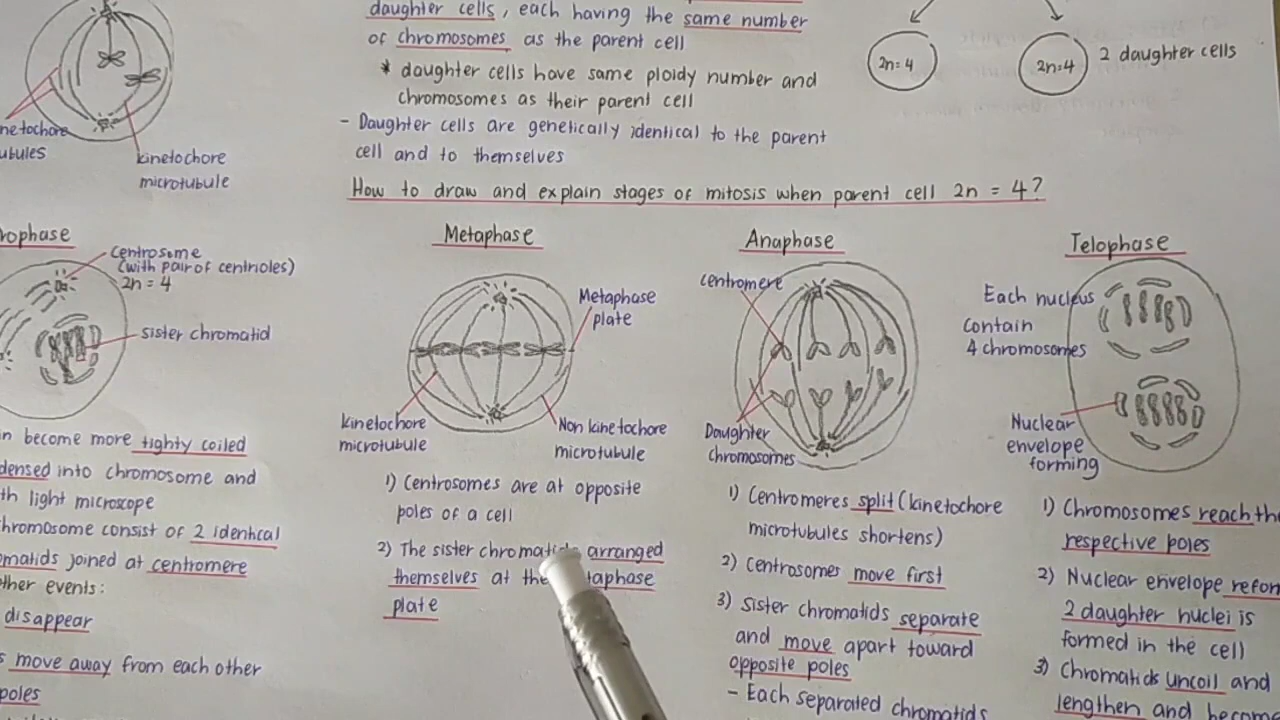 daughter cells, each having the same number
of chromosomes as the parent cell
* daughter cells have same ploidy number and
chromosomes as their parent cell
- Daughter cells are genetically identical to the parent
cell and to themselves
2n=4
2n=4
2 daughter cells
netochore
ubules
kinetochore
microtubule
How to draw and explain stages of mitosis when parent cell 2n = 4?
rophase
centrosome
(with pair of centrioles)
2n = 4
sister chromatid
n become more tighty coiled
densed into chromosome and
th light microscope
hromosome consist of 2 identical
omatids joined at centromere
ther events:
disappear
s move away from each other
poles
Metaphase
Metaphase
plate
kinetochore
microtubule
Non kinetochore
microtubule
1) Centrosomes are at opposite
poles of a cell
2) The sister chromatids arranged
themselves at the taphase
plate
Anaphase
centromere
Daughter
chromosomes
1) Centromeres split (kinetochore
microtubules shortens)
2) Centrosomes move first
3) Sister chromatids separate
and move apart toward
opposite poles
- Each separated chromatids
Telophase
Each nucleus
contain
4 chromosomes
Nuclear
envelope
forming
1) Chromosomes reach the
respective poles
2) Nuclear envelope refor
2 daughter nuclei is
formed in the cell
3) Chromatids uncoil and
lengthen and become